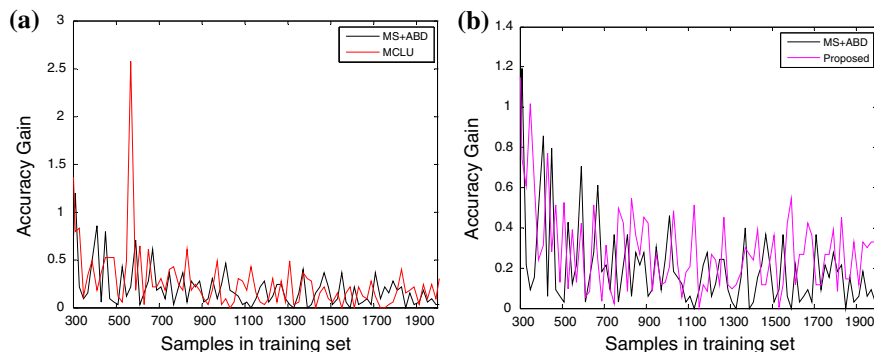 (a)
3
2.5
2
1.5
1
0.5
0
Accuracy Gain
MS+ABD
MCLU
300 500 700 900 1100 1300 1500 1700 1900
Samples in training set
(b)
1.4
1.2
1
0.8
0.6
0.4
0.2
0
Accuracy Gain
MS+ABD
Proposed
300 500 700 900 1100 1300 1500 1700 1900
Samples in training set